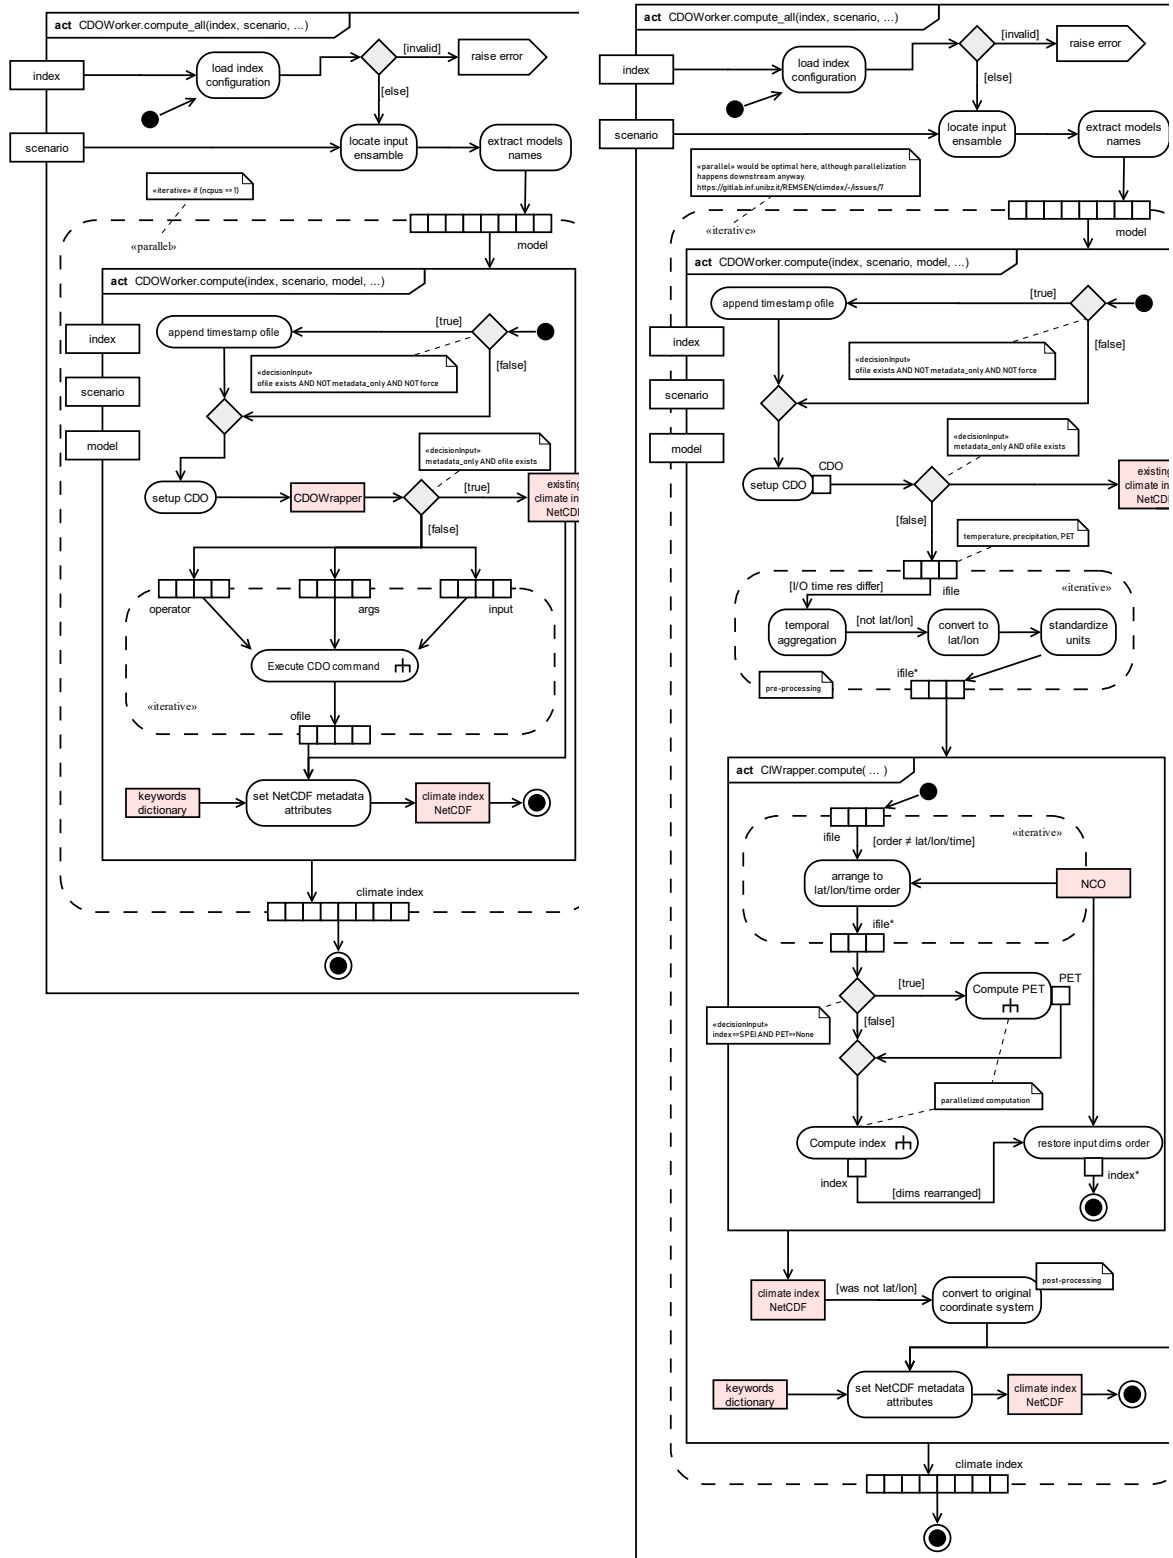 act CDOWorker.compute_all(index, scenario, ...)
index
load index
configuration
[invalid]
raise error
[else]
scenario
locate input
ensamble
extract models
names
«iterative» if (ncpus == 1)
«parallel»
model
act CDOWorker.compute(index, scenario, model, ...)
index
scenario
model
append timestamp ofile
[true]
[false]
«decisionInput»
ofile exists AND NOT metadata_only AND NOT force
«decisionInput»
metadata_only AND ofile exists
setup CDO
CDOWrapper
[true]
existing
climate in
NetCD
[false]
operator
args
input
Execute CDO command
«iterative»
ofile
keywords
dictionary
set NetCDF metadata
attributes
climate index
NetCDF
climate index
act CDOWorker.compute_all(index, scenario, ...)
index
load index
configuration
[invalid]
raise error
[else]
scenario
locate input
ensamble
extract models
names
«parallel» would be optimal here, although parallelization
happens downstream anyway.
https://gitlab.inf.unibz.it/REMSEN/climdex/-/issues/7
«iterative»
model
act CDOWorker.compute(index, scenario, model, ...)
index
scenario
model
append timestamp ofile
[true]
[false]
«decisionInput»
ofile exists AND NOT metadata_only AND NOT force
«decisionInput»
metadata_only AND ofile exists
setup CDO
CDO
existing
climate in
NetCD
[false]
temperature, precipitation, PET
[I/O time res differ]
ifile
«iterative»
temporal
aggregation
[not lat/lon]
convert to
lat/lon
standardize
units
pre-processing
ifile*
act CIWrapper.compute( ... )
ifile
[order ≠ lat/lon/time]
«iterative»
arrange to
lat/lon/time order
NCO
ifile*
[true]
Compute PET
PET
«decisionInput»
index==SPEI AND PET==None
[false]
parallelized computation
Compute index
restore input dims order
index
[dims rearranged]
index*
climate index
NetCDF
[was not lat/lon]
convert to original
coordinate system
post-processing
keywords
dictionary
set NetCDF metadata
attributes
climate index
NetCDF
climate index